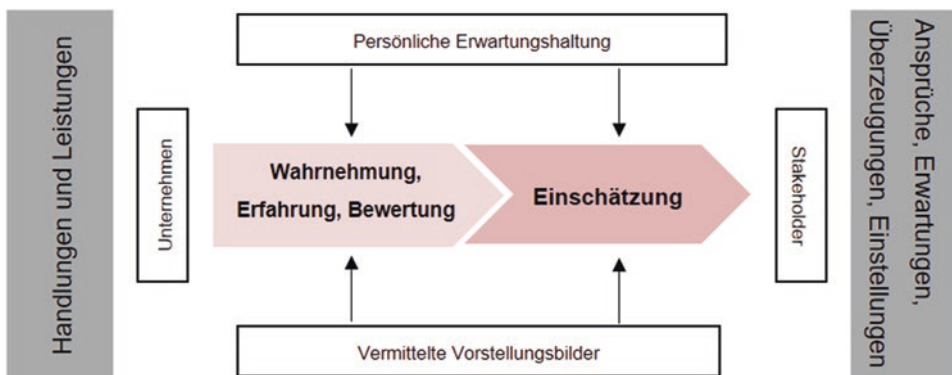 Handlungen und Leistungen
Unternehmen
Persönliche Erwartungshaltung
Wahrnehmung,
Erfahrung, Bewertung
Einschätzung
Vermittelte Vorstellungsbilder
Stakeholder
Ansprüche, Erwartungen,
Überzeugungen, Einstellungen